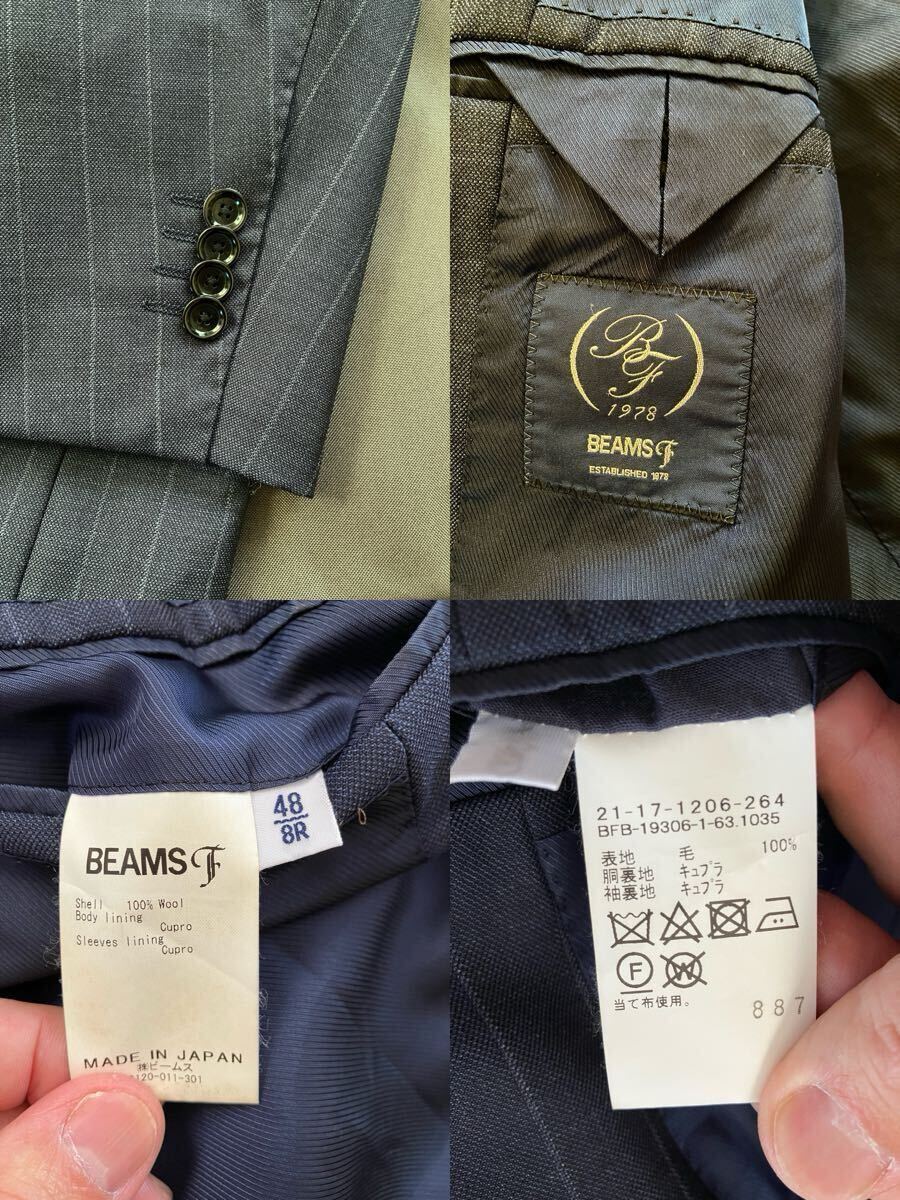 BF
1978
BEAMS F
ESTABLISHED 1978
48
8R
BEAMS F
Shell 100% Wool
Body lining
Cupro
Sleeves lining
Cupro
MADE IN JAPAN
㈱ビームス
0120-011-301
21-17-1206-264
BFB-19306-1-63.1035
表地 毛 100%
胴裏地 キュプラ
袖裏地 キュプラ
F
W
当て布使用。
887